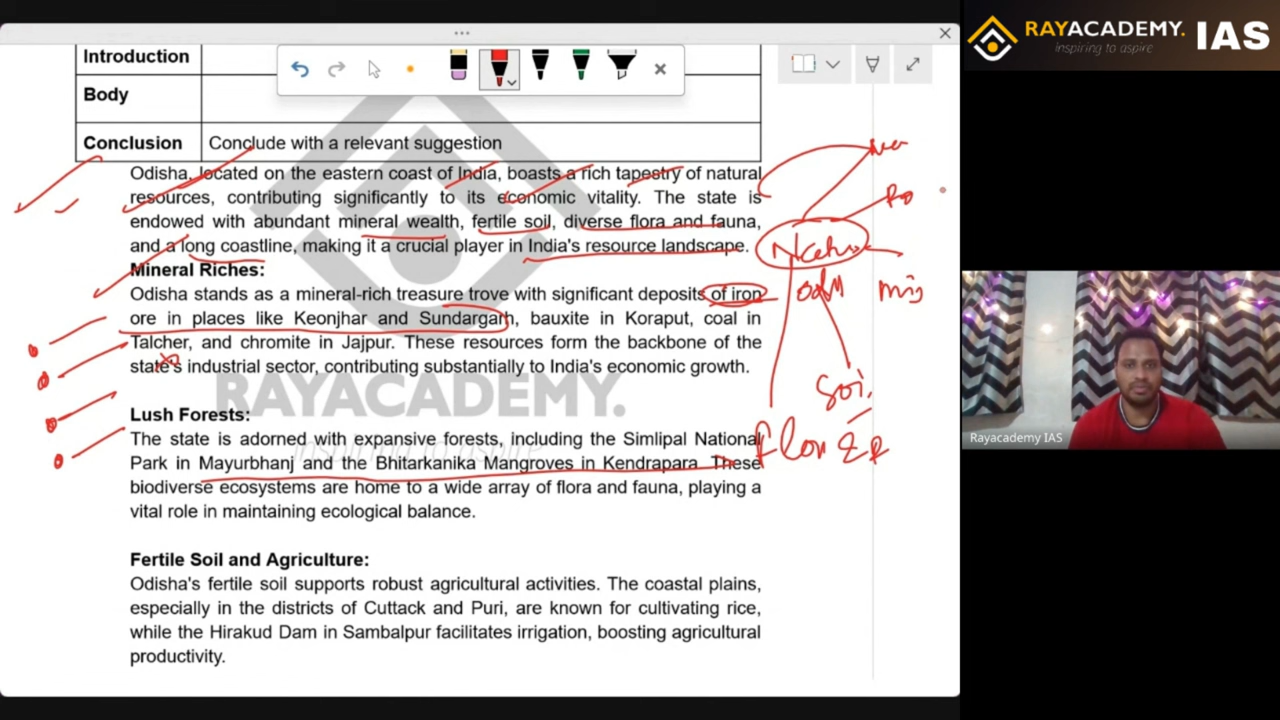 RAYACADEMY. IAS
inspiring to aspire
Introduction
Body
Conclusion Conclude with a relevant suggestion
Odisha, located on the eastern coast of India, boasts a rich tapestry of natural
resources, contributing significantly to its economic vitality. The state is
endowed with abundant mineral wealth, fertile soil, diverse flora and fauna,
and a long coastline, making it a crucial player in India's resource landscape.
Mineral Riches:
Odisha stands as a mineral-rich treasure trove with significant deposits of iron
ore in places like Keonjhar and Sundargarh, bauxite in Koraput, coal in
Talcher, and chromite in Jajpur. These resources form the backbone of the
state's industrial sector, contributing substantially to India's economic growth.
RAYACADEMY.
inspiring to aspire
Lush Forests:
The state is adorned with expansive forests, including the Simlipal National
Park in Mayurbhanj and the Bhitarkanika Mangroves in Kendrapara. These
biodiverse ecosystems are home to a wide array of flora and fauna, playing a
vital role in maintaining ecological balance.
Fertile Soil and Agriculture:
Odisha's fertile soil supports robust agricultural activities. The coastal plains,
especially in the districts of Cuttack and Puri, are known for cultivating rice,
while the Hirakud Dam in Sambalpur facilitates irrigation, boosting agricultural
productivity.
Soi
Rayacademy IAS